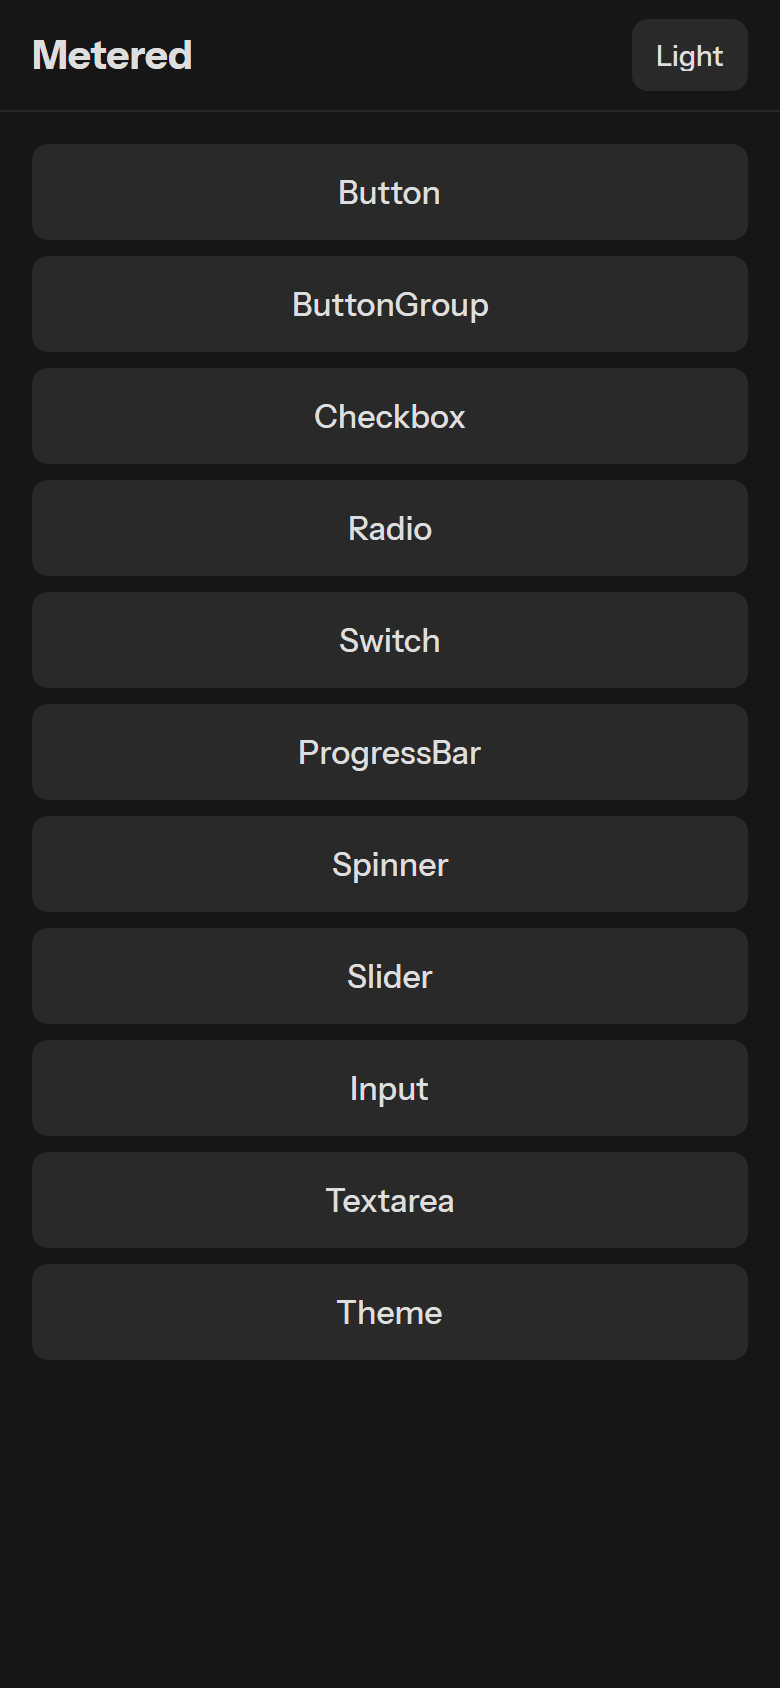 Metered
Light
Button
ButtonGroup
Checkbox
Radio
Switch
ProgressBar
Spinner
Slider
Input
Textarea
Theme